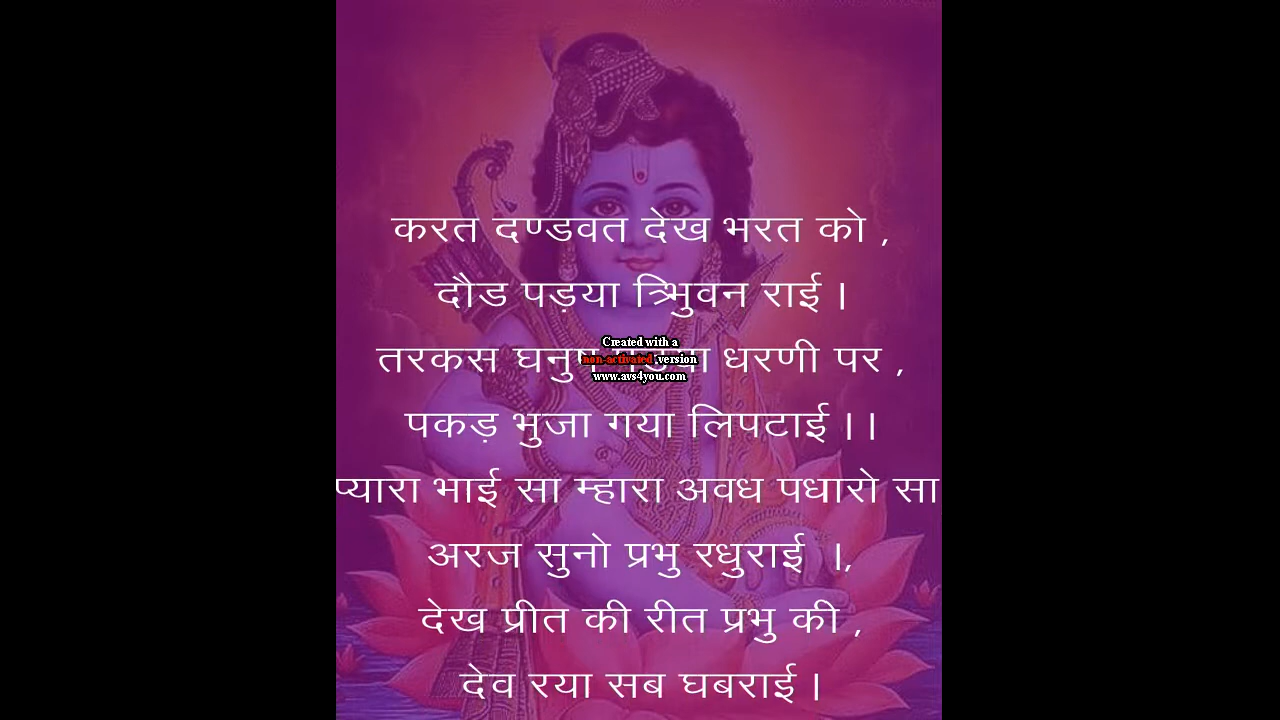 करत दण्डवत देख भरत को ,
दौड पड़या त्रिभुवन राई ।
Created with a
तरकस घनुष धरणी पर ,
non-activated version
www.avs4you.com
पकड़ भुजा गया लिपटाई ।।
प्यारा भाई सा म्हारा अवध पधारो सा
अरज सुनो प्रभु रधुराई ।,
देख प्रीत की रीत प्रभु की ,
देव रया सब घबराई ।